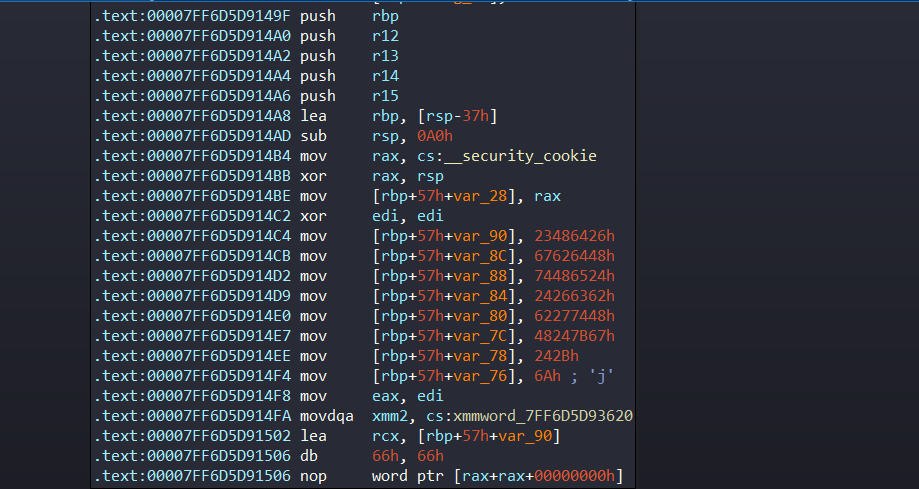 .text:00007FF6D5D9149F push rbp
.text:00007FF6D5D914A0 push r12
.text:00007FF6D5D914A2 push r13
.text:00007FF6D5D914A4 push r14
.text:00007FF6D5D914A6 push r15
.text:00007FF6D5D914A8 lea rbp, [rsp-37h]
.text:00007FF6D5D914AD sub rsp, 0A0h
.text:00007FF6D5D914B4 mov rax, cs:__security_cookie
.text:00007FF6D5D914BB xor rax, rsp
.text:00007FF6D5D914BE mov [rbp+57h+var_28], rax
.text:00007FF6D5D914C2 xor edi, edi
.text:00007FF6D5D914C4 mov [rbp+57h+var_90], 23486426h
.text:00007FF6D5D914CB mov [rbp+57h+var_8C], 67626448h
.text:00007FF6D5D914D2 mov [rbp+57h+var_88], 74486524h
.text:00007FF6D5D914D9 mov [rbp+57h+var_84], 24266362h
.text:00007FF6D5D914E0 mov [rbp+57h+var_80], 62277448h
.text:00007FF6D5D914E7 mov [rbp+57h+var_7C], 48247B67h
.text:00007FF6D5D914EE mov [rbp+57h+var_78], 242Bh
.text:00007FF6D5D914F4 mov [rbp+57h+var_76], 6Ah ; 'j'
.text:00007FF6D5D914F8 mov eax, edi
.text:00007FF6D5D914FA movdqa xmm2, cs:xmmword_7FF6D5D93620
.text:00007FF6D5D91502 lea rcx, [rbp+57h+var_90]
.text:00007FF6D5D91506 db 66h, 66h
.text:00007FF6D5D91506 nop word ptr [rax+rax+00000000h]